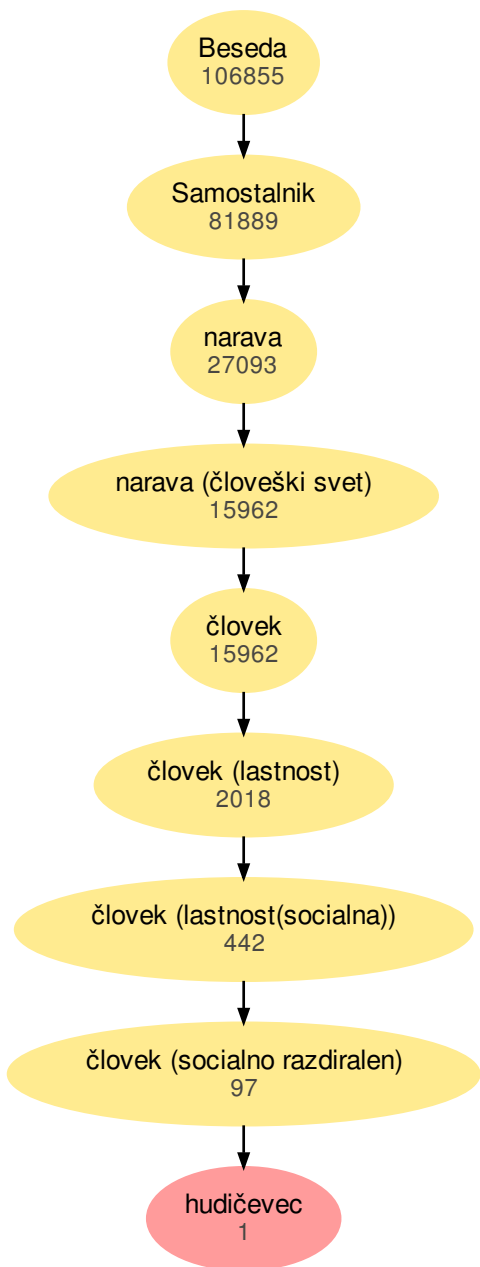 Beseda
106855
Samostalnik
81889
narava
27093
narava (človeški svet)
15962
človek
15962
človek (lastnost)
2018
človek (lastnost(socialna))
442
človek (socialno razdiralen)
97
hudičevec
1